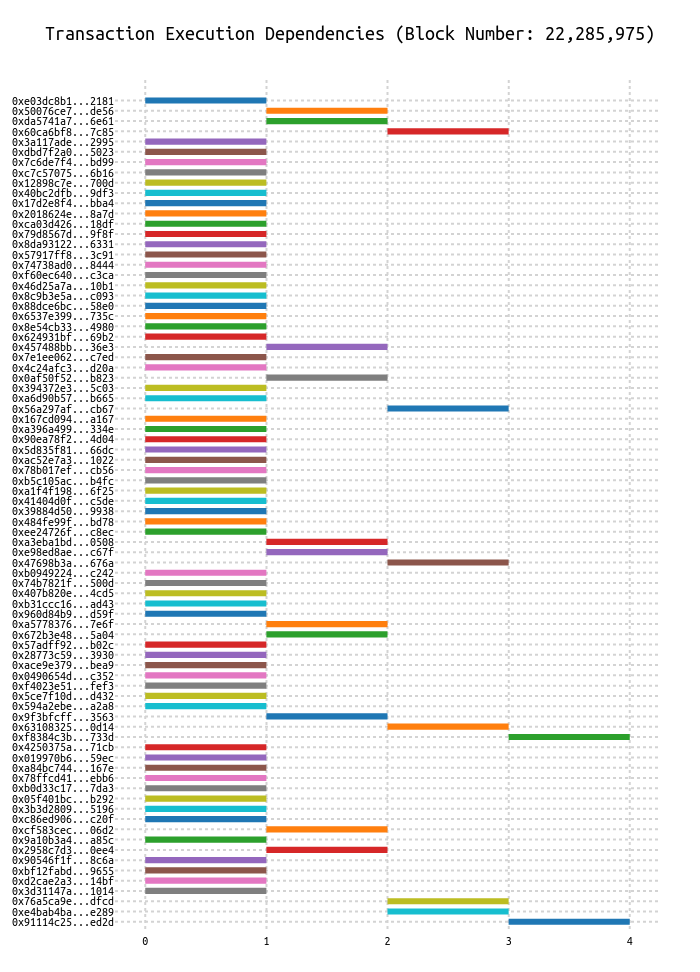 Transaction Execution Dependencies (Block Number: 22,285,975)
0xe03dc8b1...2181
0x50076ce7...de56
0xda5741a7...6e61
0x60ca6bf8...7c85
0x3a117ade...2995
0xdbd7f2a0...5023
0x7c6de7f4...bd99
0xc7c57075...6b16
0x12898c7e...700d
0x40bc2dfb...9df3
0x17d2e8f4...bba4
0x2018624e...8a7d
0xca03d426...18df
0x79d8567d...9f8f
0x8da93122...6331
0x57917ff8...3c91
0x74738ad0...8444
0xf60ec640...c3ca
0x46d25a7a...10b1
0x8c9b3e5a...c093
0x88dce6bc...58e0
0x6537e399...735c
0x8e54cb33...4980
0x624931bf...69b2
0x457488bb...36e3
0x7e1ee062...c7ed
0x4c24afc3...d20a
0x0af50f52...b823
0x394372e3...5c03
0xa6d90b57...b665
0x56a297af...cb67
0x167cd094...a167
0xa396a499...334e
0x90ea78f2...4d04
0x5d835f81...66dc
0xac52e7a3...1022
0x78b017ef...cb56
0xb5c105ac...b4fc
0xa1f4f198...6f25
0x41404d0f...c5de
0x39884d50...9938
0x484fe99f...bd78
0xee24726f...c8ec
0xa3eba1bd...0508
0xe98ed8ae...c67f
0x47698b3a...676a
0xb0949224...c242
0x74b7821f...500d
0x407b820e...4cd5
0xb31ccc16...ad43
0x960d84b9...d59f
0xa5778376...7e6f
0x672b3e48...5a04
0x57adff92...b02c
0x28773c59...3930
0xace9e379...bea9
0x0490654d...c352
0xf4023e51...fef3
0x5ce7f10d...d432
0x594a2ebe...a2a8
0x9f3bfcff...3563
0x63108325...0d14
0xf8384c3b...733d
0x4250375a...71cb
0x019970b6...59ec
0xa84bc744...167e
0x78ffcd41...ebb6
0xb0d33c17...7da3
0x05f401bc...b292
0x3b3d2809...5196
0xc86ed906...c20f
0xcf583cec...06d2
0x9a10b3a4...a85c
0x2958c7d3...0ee4
0x90546f1f...8c6a
0xbf12fabd...9655
0xd2cae2a3...14bf
0x3d31147a...1014
0x76a5ca9e...dfcd
0xe4bab4ba...e289
0x91114c25...ed2d
0 1 2 3 4